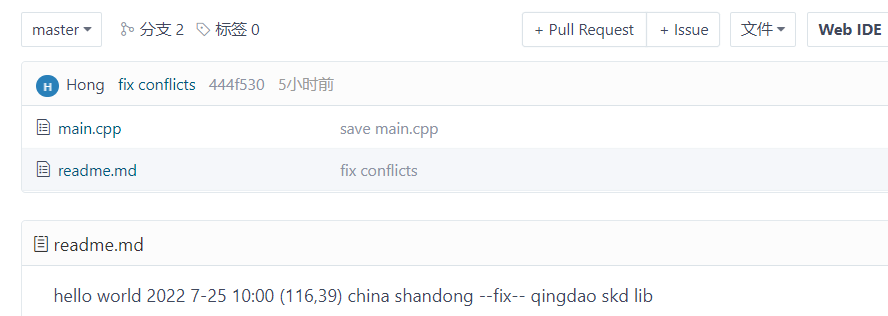 master 分支 2 标签 0 + Pull Request + Issue 文件 Web IDE
H Hong fix conflicts 444f530 5小时前
main.cpp save main.cpp
readme.md fix conflicts
readme.md
hello world 2022 7-25 10:00 (116,39) china shandong --fix-- qingdao skd lib